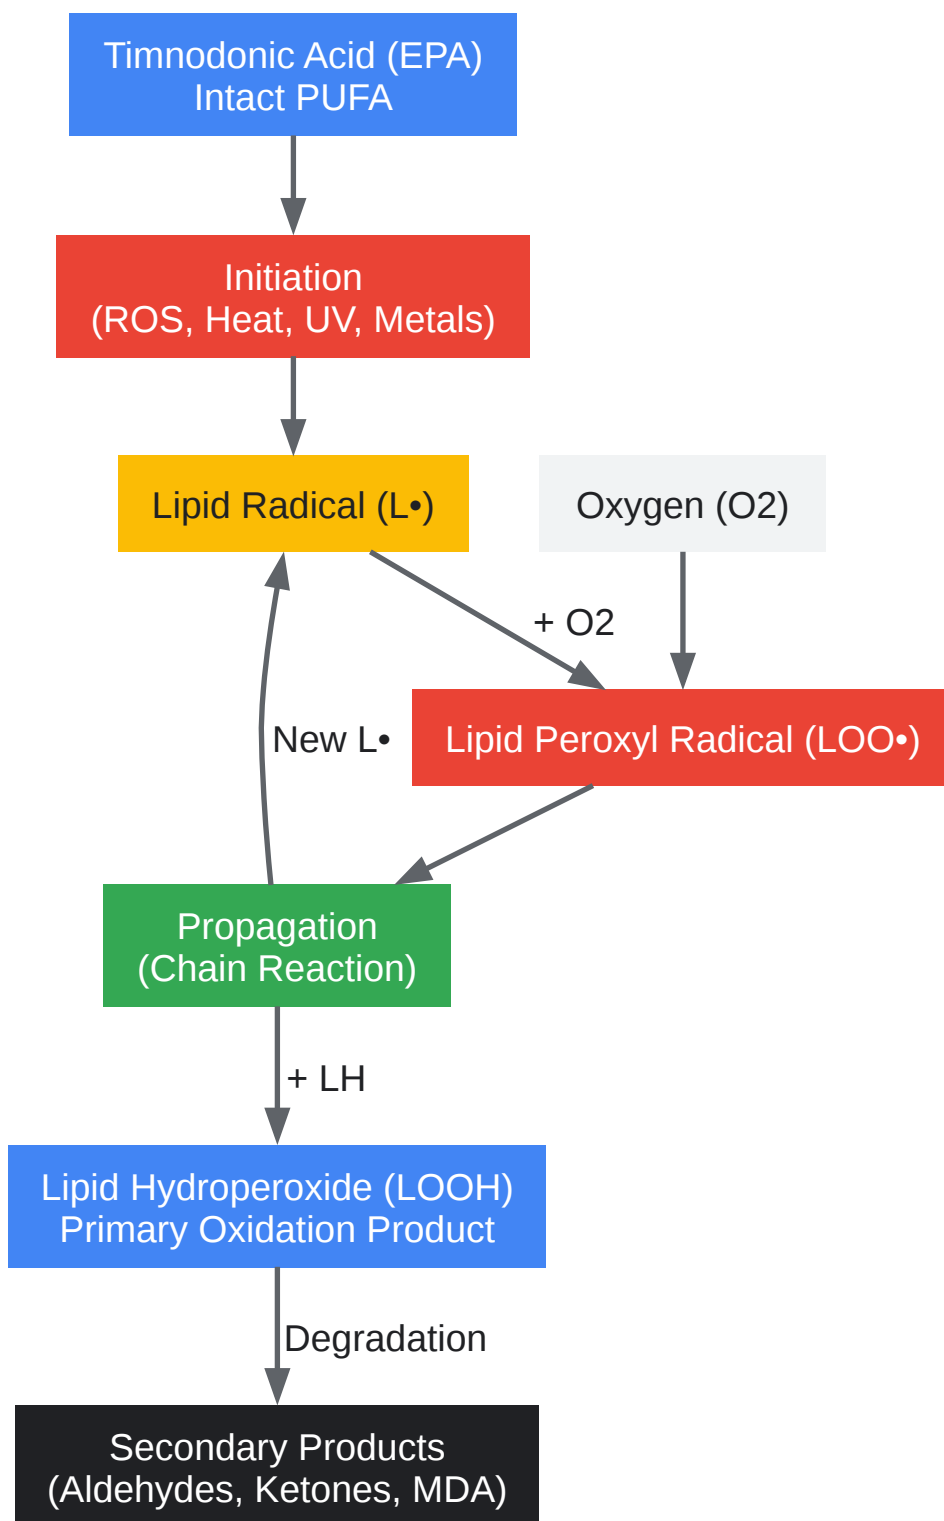 Timnodonic Acid (EPA)
Intact PUFA
Initiation
(ROS, Heat, UV, Metals)
Lipid Radical (L•)
Oxygen (O2)
+ O2
New L•
Lipid Peroxyl Radical (LOO•)
Propagation
(Chain Reaction)
+ LH
Lipid Hydroperoxide (LOOH)
Primary Oxidation Product
Degradation
Secondary Products
(Aldehydes, Ketones, MDA)